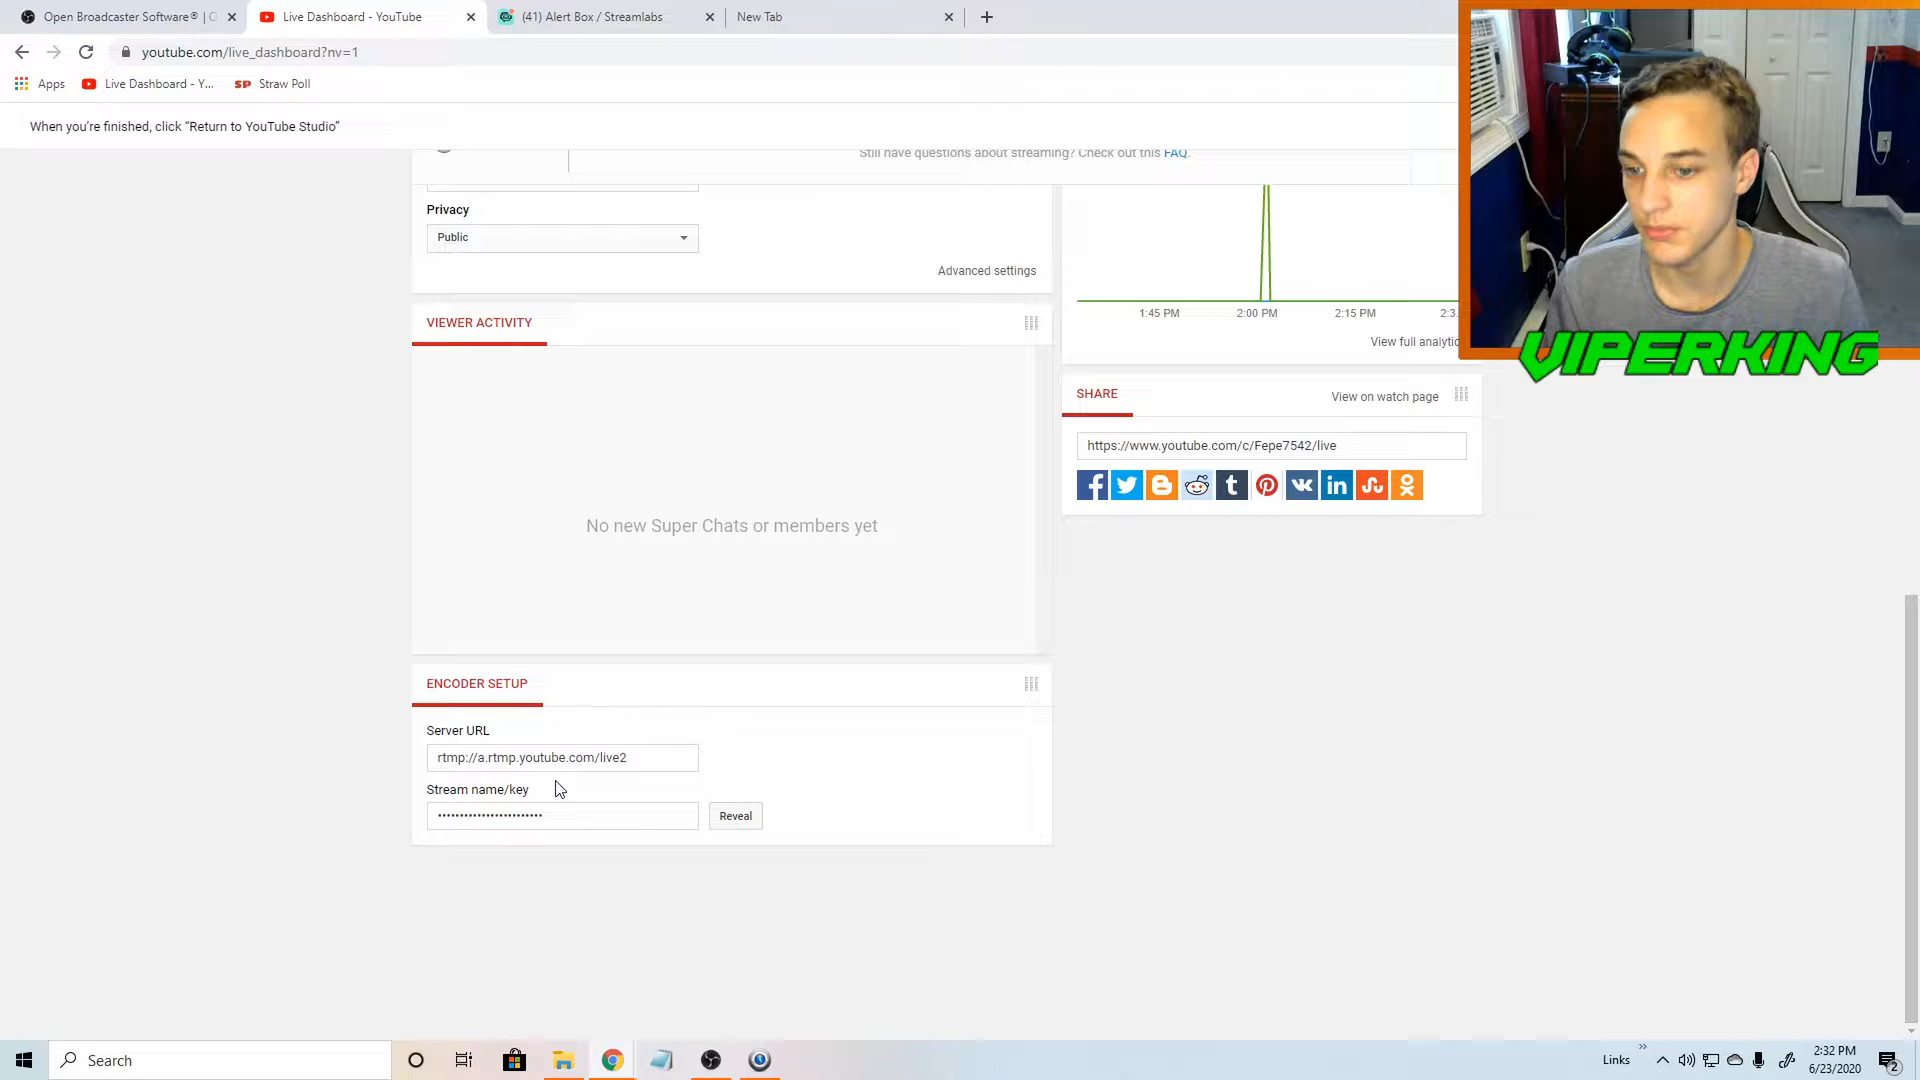 Open Broadcaster Software® | O
Live Dashboard - YouTube
(41) Alert Box / Streamlabs
New Tab
youtube.com/live_dashboard?nv=1
Apps
Live Dashboard - Y...
SP
Straw Poll
When you're finished, click "Return to YouTube Studio"
Still have questions about streaming? Check out this FAQ.
Privacy
Public
Advanced settings
1:45 PM
2:00 PM
2:15 PM
2:3
View full analytic
VIPERKING
VIEWER ACTIVITY
No new Super Chats or members yet
SHARE
View on watch page
https://www.youtube.com/c/Fepe7542/live
ENCODER SETUP
Server URL
rtmp://a.rtmp.youtube.com/live2
Stream name/key
Reveal
Search
Links
2:32 PM
6/23/2020
2